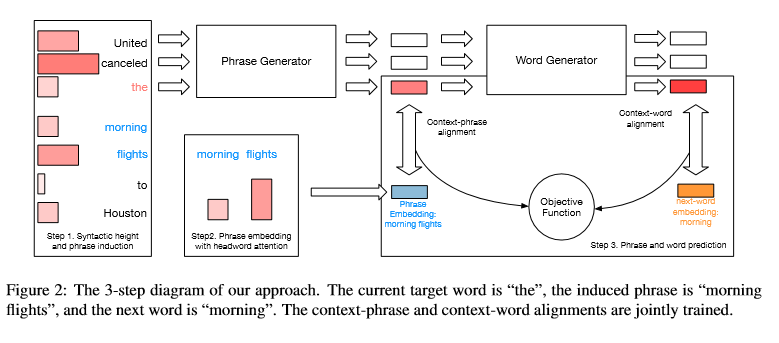 United
canceled
the
morning
flights
to
Houston
Step 1. Syntactic height
and phrase induction
Phrase Generator
Word Generator
morning flights
Step2. Phrase embedding
with headword attention
Context-phrase
alignment
Context-word
alignment
Phrase
Embedding:
morning flights
Objective
Function
next-word
embedding:
morning
Step 3. Phrase and word prediction
Figure 2: The 3-step diagram of our approach. The current target word is “the”, the induced phrase is “morning
flights”, and the next word is “morning”. The context-phrase and context-word alignments are jointly trained.